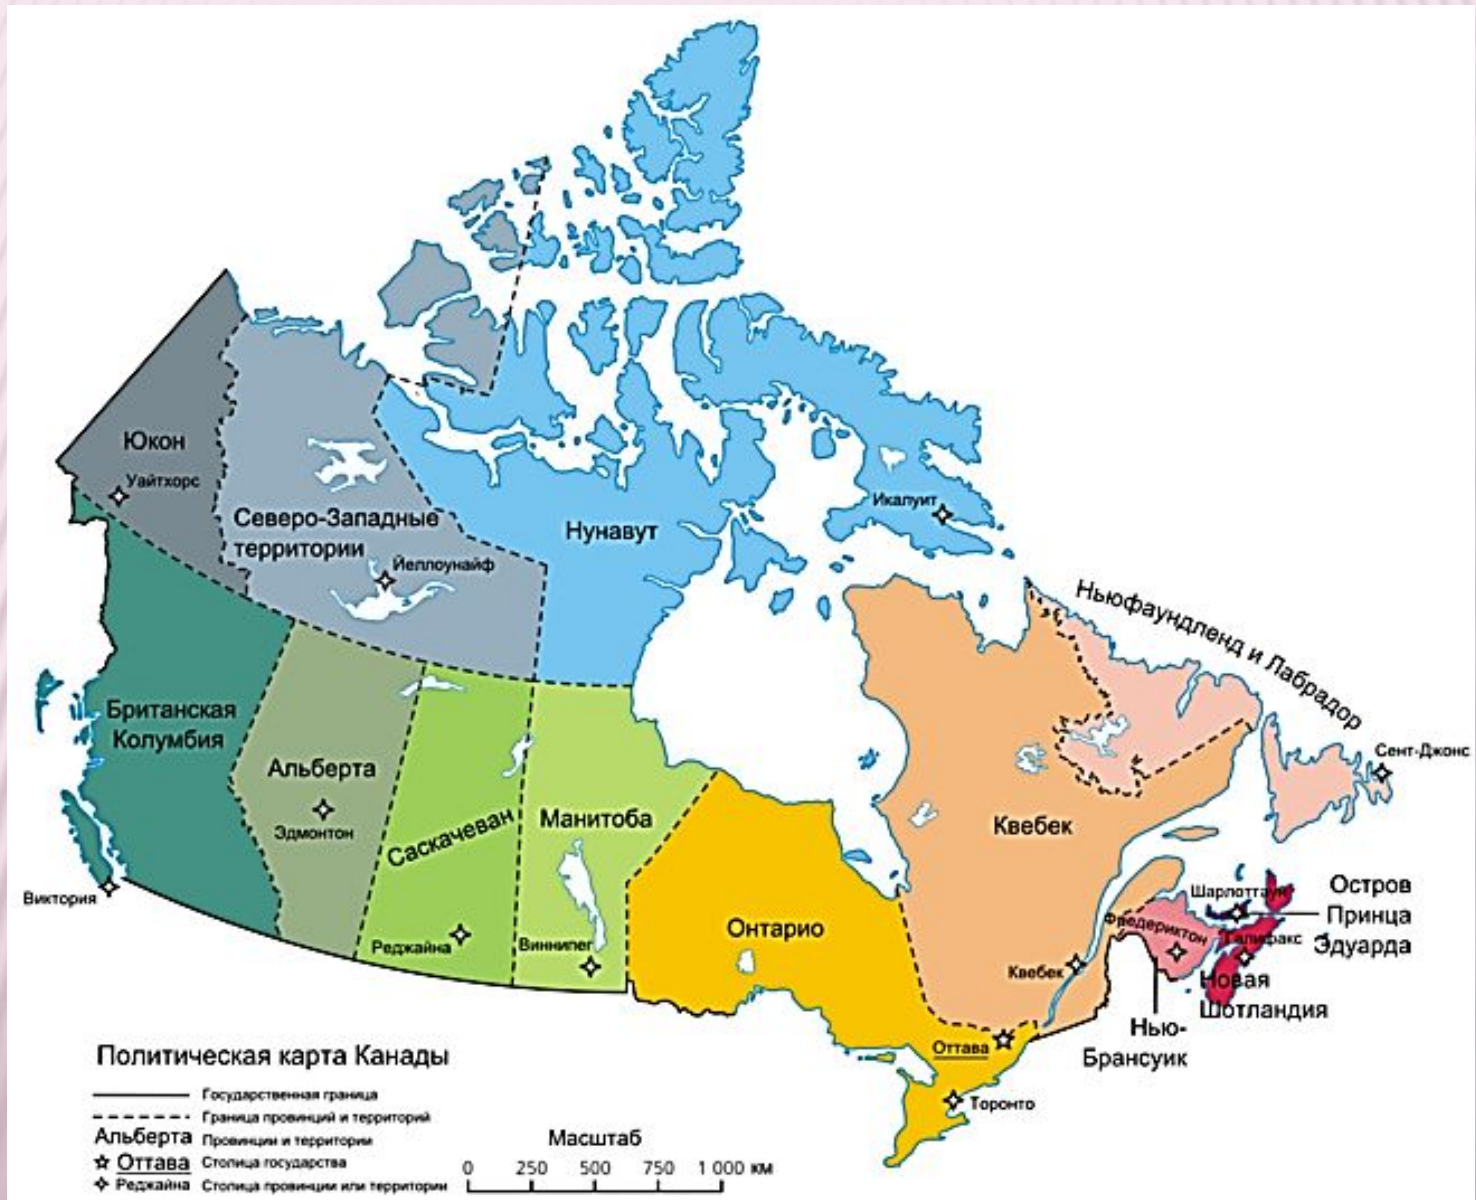 Юкон
Уайтхорс
Северо-Западные
территории
Йеллоунайф
Нунавут
Икалуит
Ньюфаундленд и Лабрадор
Сент-Джонс
Британская
Колумбия
Виктория
Альберта
Эдмонтон
Саскачеван
Реджайна
Манитоба
Виннипег
Онтарио
Оттава
Торонто
Квебек
Квебек
Шарлоттаун
Остров
Принца
Эдуарда
Фредериктон
Галифакс
Новая
Шотландия
Нью-
Брансуик
Политическая карта Канады
Государственная граница
Граница провинций и территорий
Альберта Провинции и территории
Оттава Столица государства
Реджайна Столица провинции или территории
Масштаб
0 250 500 750 1 000 км